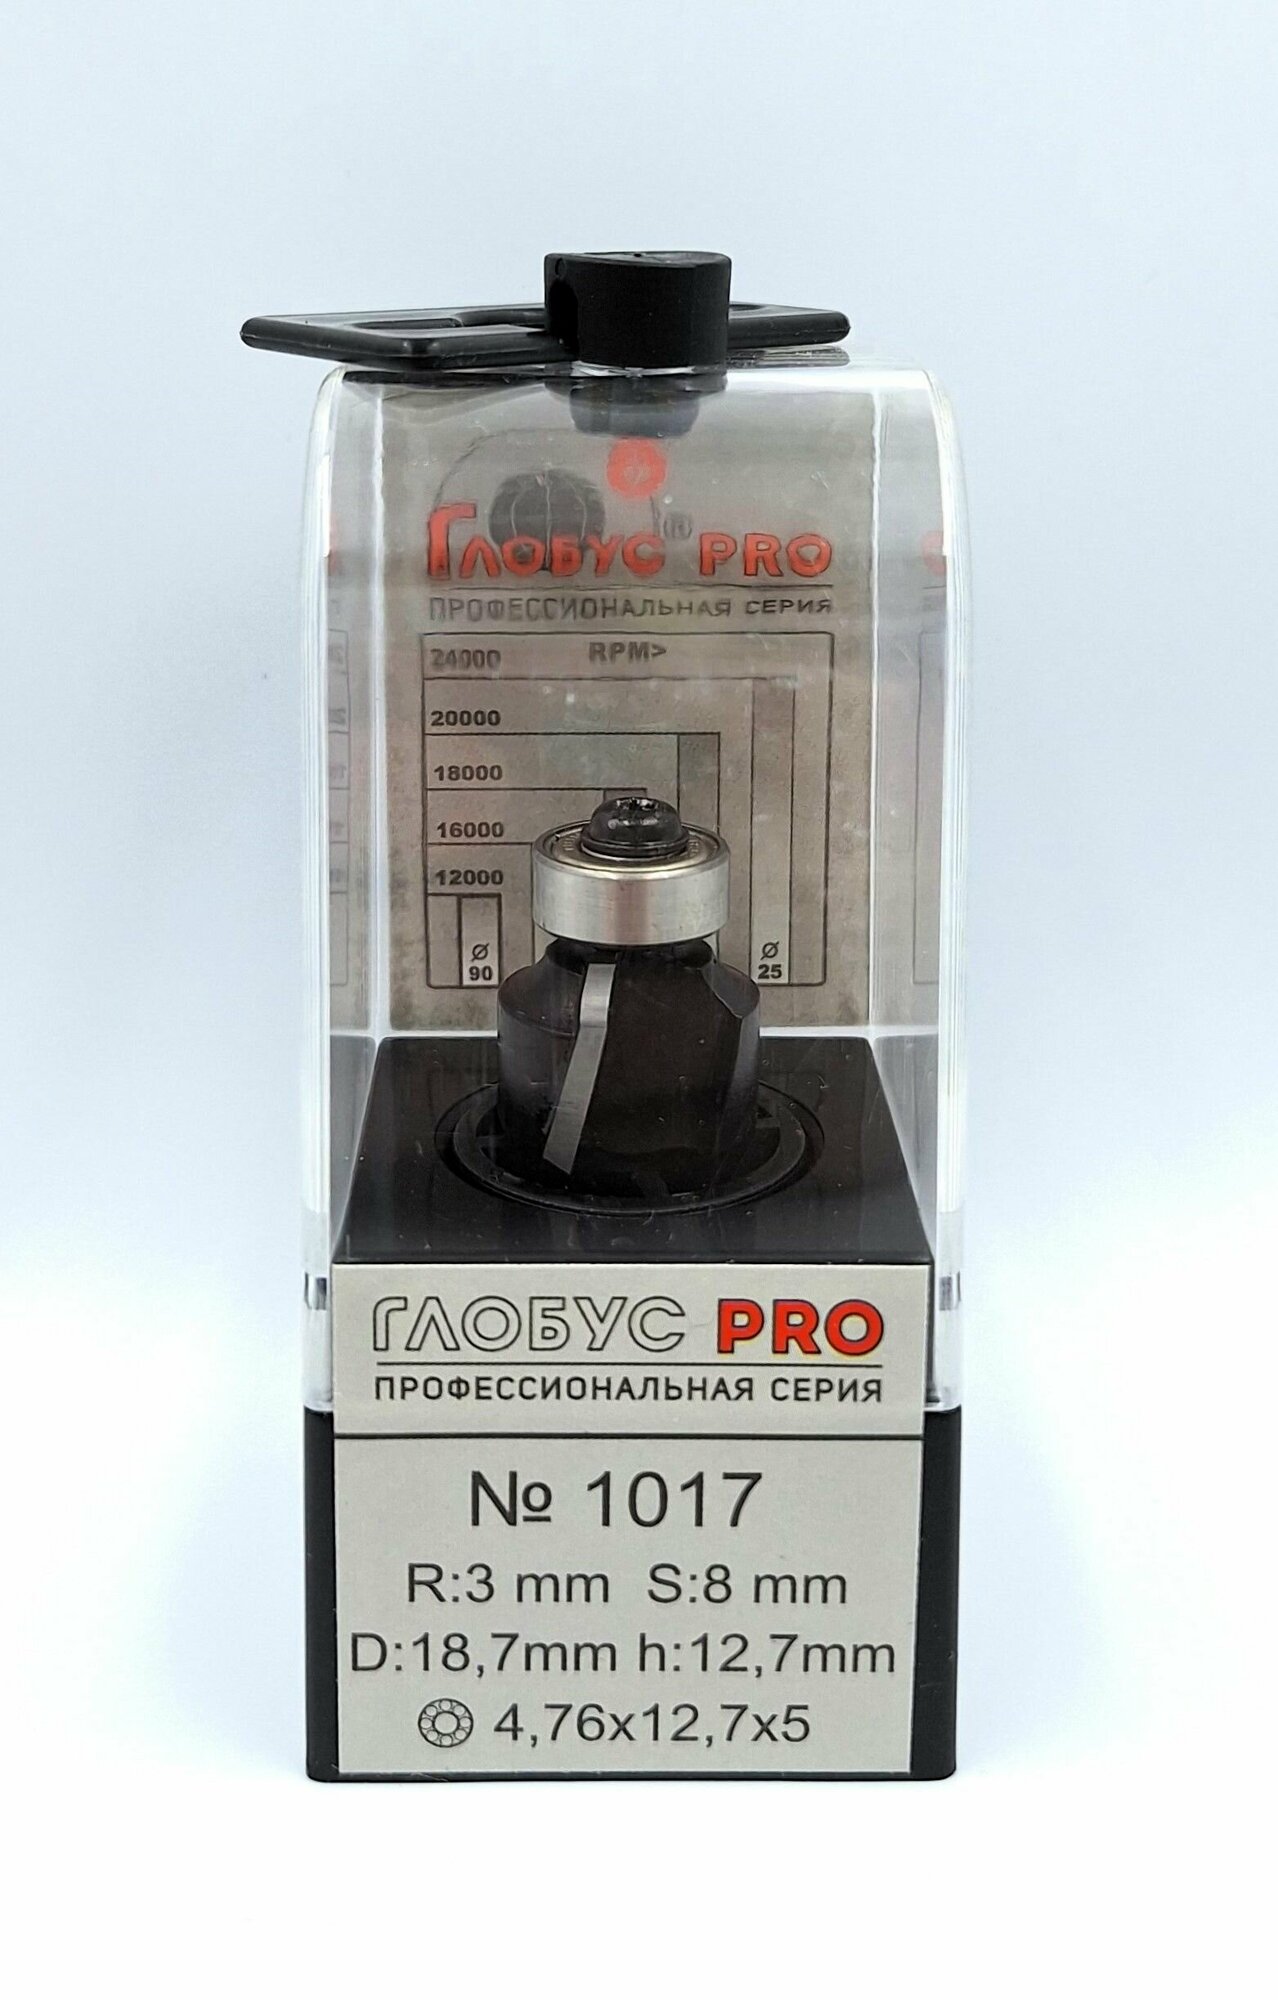 ГЛОБУС® PRO
ПРОФЕССИОНАЛЬНАЯ СЕРИЯ
24000 RPM>
20000
18000
16000
12000
Ø Ø
90 25
ГЛОБУС PRO
ПРОФЕССИОНАЛЬНАЯ СЕРИЯ
№ 1017
R:3 mm S:8 mm
D:18,7mm h:12,7mm
4,76x12,7x5